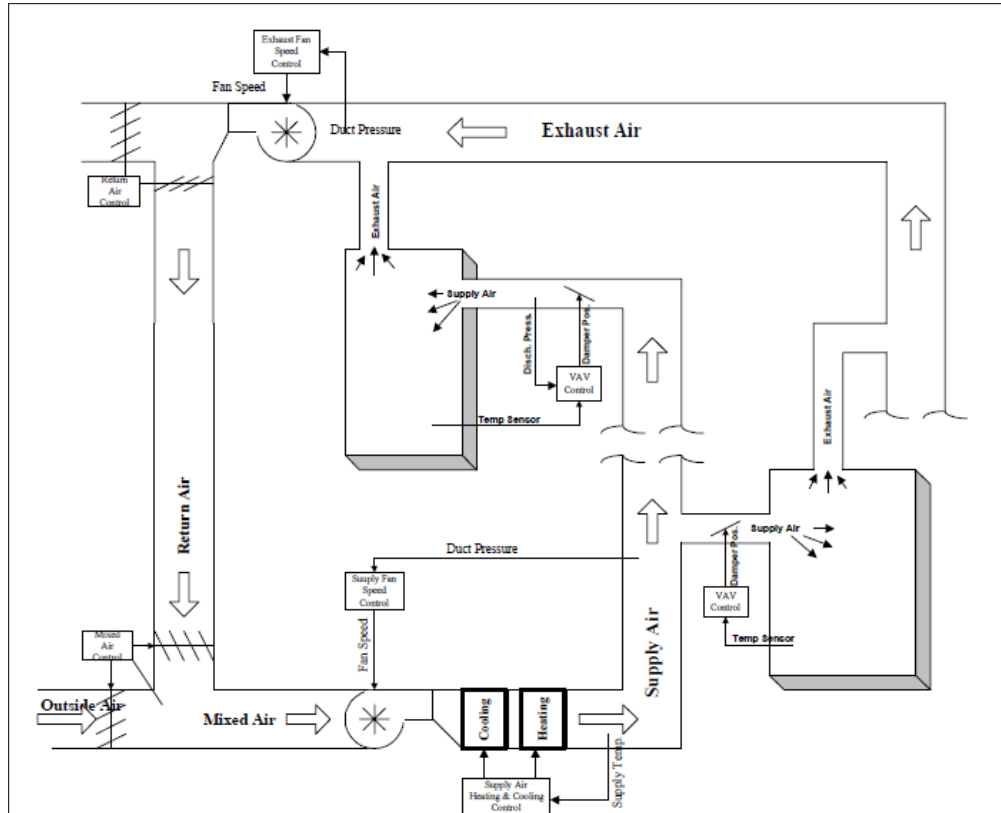 Exhaust Fan
Speed
Control
Fan Speed
Duct Pressure
Exhaust Air
Return
Air
Control
Exhaust Air
Supply Air
Disch. Press.
Damper Pos.
VAV
Control
Temp Sensor
Exhaust Air
Return Air
Supply Air
Damper Pos.
Duct Pressure
Suuply Fan
Speed
Control
VAV
Control
Temp Sensor
Fan Speed
Supply Air
Mixed
Air
Control
Outside Air
Mixed Air
Cooling
Heating
Supply Temp.
Supply Air
Heating & Cooling
Control